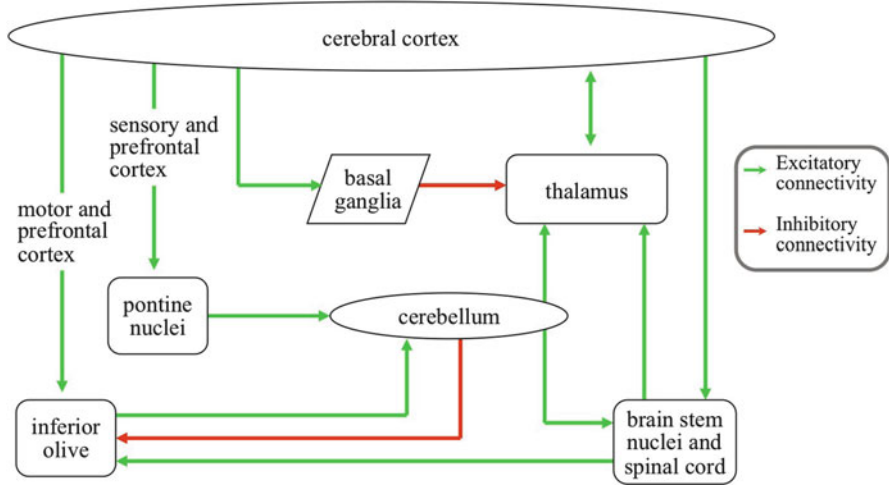 cerebral cortex
sensory and
prefrontal
cortex
motor and
prefrontal
cortex
basal
ganglia
thalamus
Excitatory
connectivity
Inhibitory
connectivity
pontine
nuclei
cerebellum
inferior
olive
brain stem
nuclei and
spinal cord